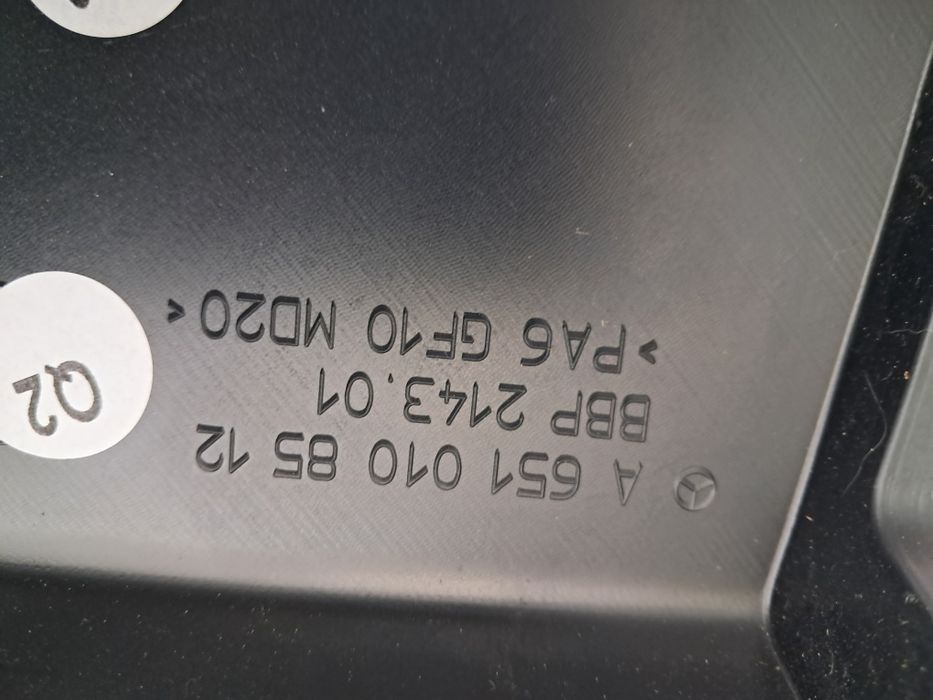 A 651 010 85 12
BBP 2143.01
>PA6 GF10 MD20<
Q2